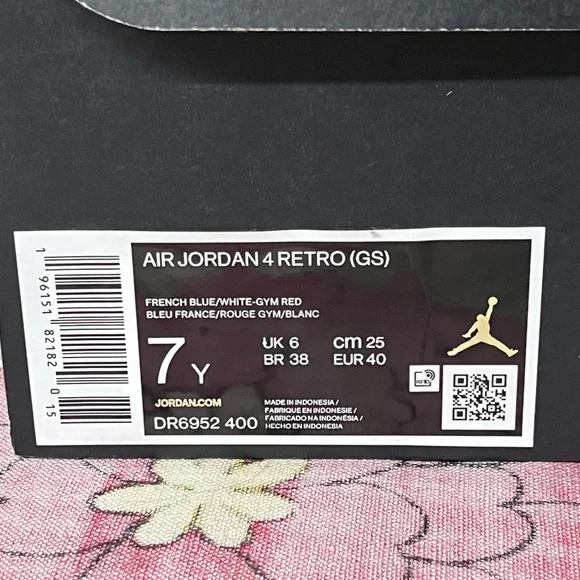 1 96151 82182 0 15
AIR JORDAN 4 RETRO (GS)
FRENCH BLUE/WHITE-GYM RED
BLEU FRANCE/ROUGE GYM/BLANC
7 Y
UK 6 CM 25
BR 38 EUR 40
JORDAN.COM
DR6952 400
MADE IN INDONESIA /
FABRIQUE EN INDONESIE /
FABRICADO NA INDONÉSIA /
HECHO EN INDONESIA
RFID